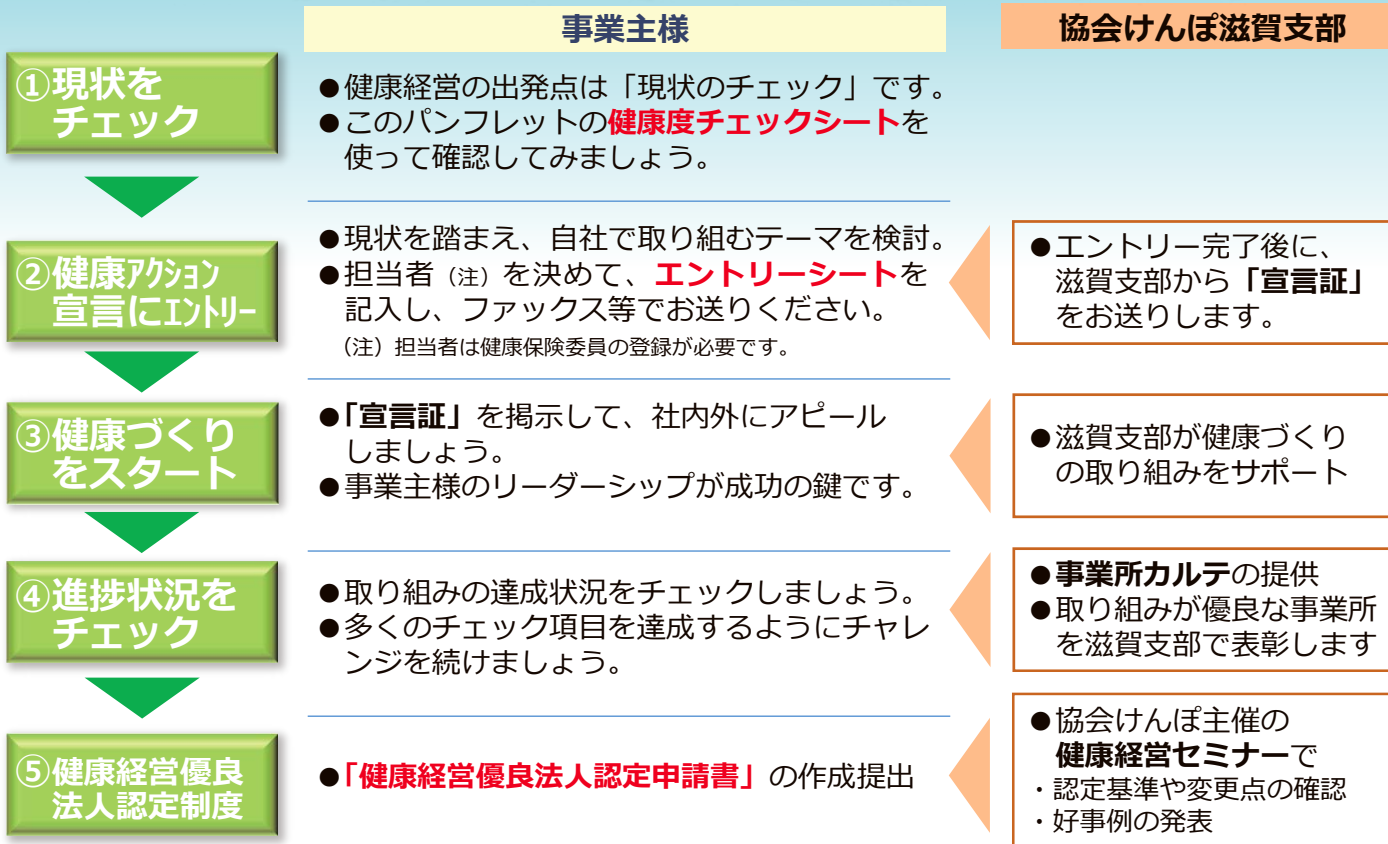 事業主様
協会けんぽ滋賀支部
①現状を
チェック
●健康経営の出発点は「現状のチェック」です。
●このパンフレットの健康度チェックシートを
使って確認してみましょう。
②健康ｱｸｼｮﾝ
宣言にｴﾝﾄﾘｰ
●現状を踏まえ、自社で取り組むテーマを検討。
●担当者（注）を決めて、エントリーシートを
記入し、ファックス等でお送りください。
（注）担当者は健康保険委員の登録が必要です。
●エントリー完了後に、
滋賀支部から「宣言証」
をお送りします。
③健康づくり
をスタート
●「宣言証」を掲示して、社内外にアピール
しましょう。
●事業主様のリーダーシップが成功の鍵です。
●滋賀支部が健康づくり
の取り組みをサポート
④進捗状況を
チェック
●取り組みの達成状況をチェックしましょう。
●多くのチェック項目を達成するようにチャレ
ンジを続けましょう。
●事業所カルテの提供
●取り組みが優良な事業所
を滋賀支部で表彰します
⑤健康経営優良
法人認定制度
●「健康経営優良法人認定申請書」の作成提出
●協会けんぽ主催の
健康経営セミナーで
・認定基準や変更点の確認
・好事例の発表